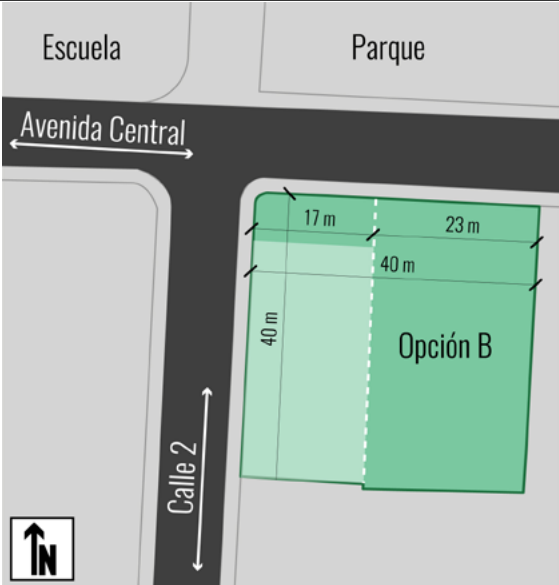 Escuela
Parque
Avenida Central
17 m
23 m
40 m
40 m
Opción B
Calle 2
N